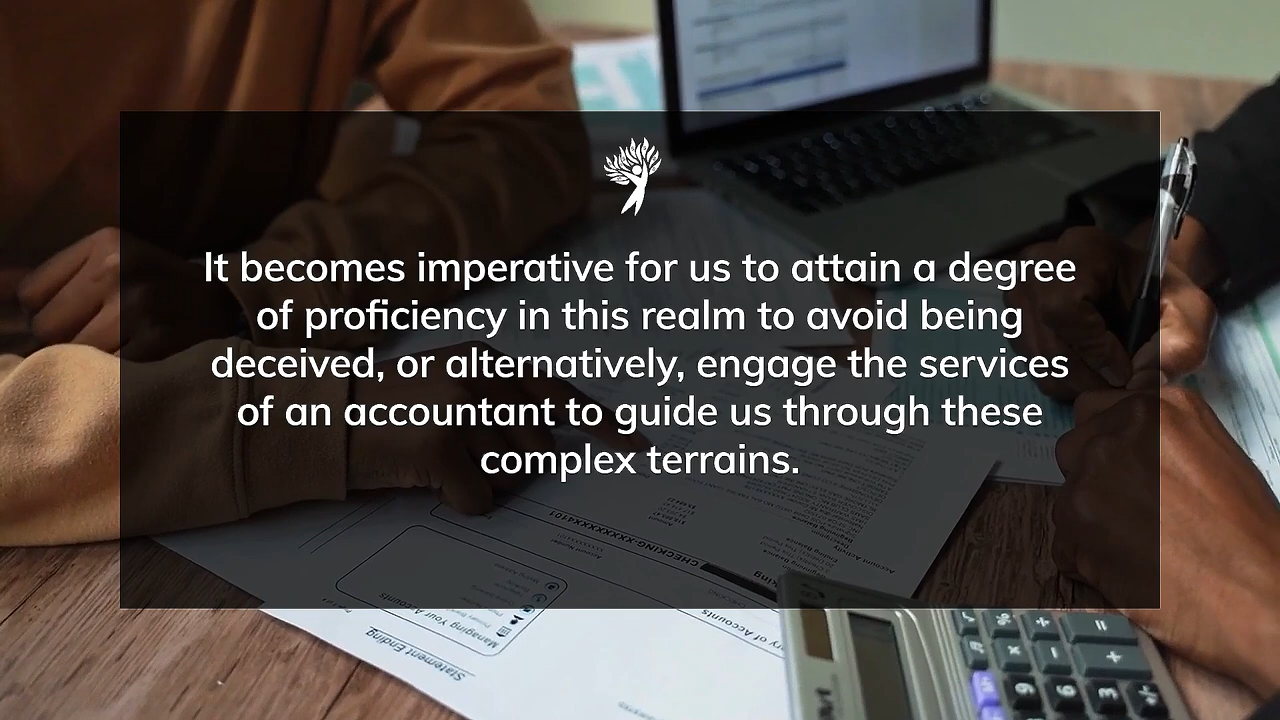 It becomes imperative for us to attain a degree
of proficiency in this realm to avoid being
deceived, or alternatively, engage the services
of an accountant to guide us through these
complex terrains.
CHECKING-XXXXXXXX4101
Managing Your Accounts
Statement Ending